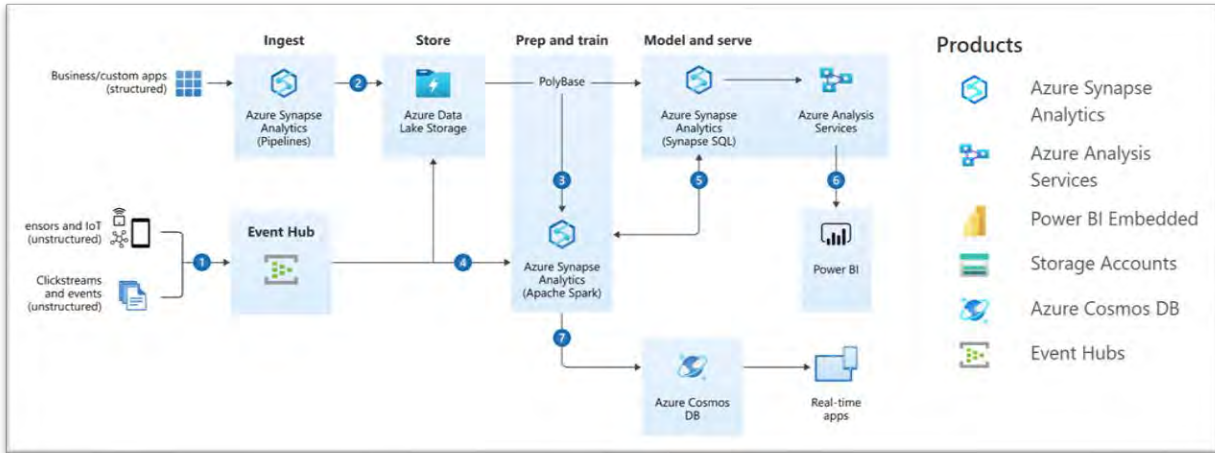 Ingest
Store
Prep and train
Model and serve
Business/custom apps
(structured)
Azure Synapse
Analytics
(Pipelines)
2
Azure Data
Lake Storage
PolyBase
Azure Synapse
Analytics
(Synapse SQL)
Azure Analysis
Services
3
5
6
ensors and IoT
(unstructured)
Clickstreams
and events
(unstructured)
1
Event Hub
4
Azure Synapse
Analytics
(Apache Spark)
Power BI
7
Azure Cosmos
DB
Real-time
apps
Products
Azure Synapse
Analytics
Azure Analysis
Services
Power BI Embedded
Storage Accounts
Azure Cosmos DB
Event Hubs